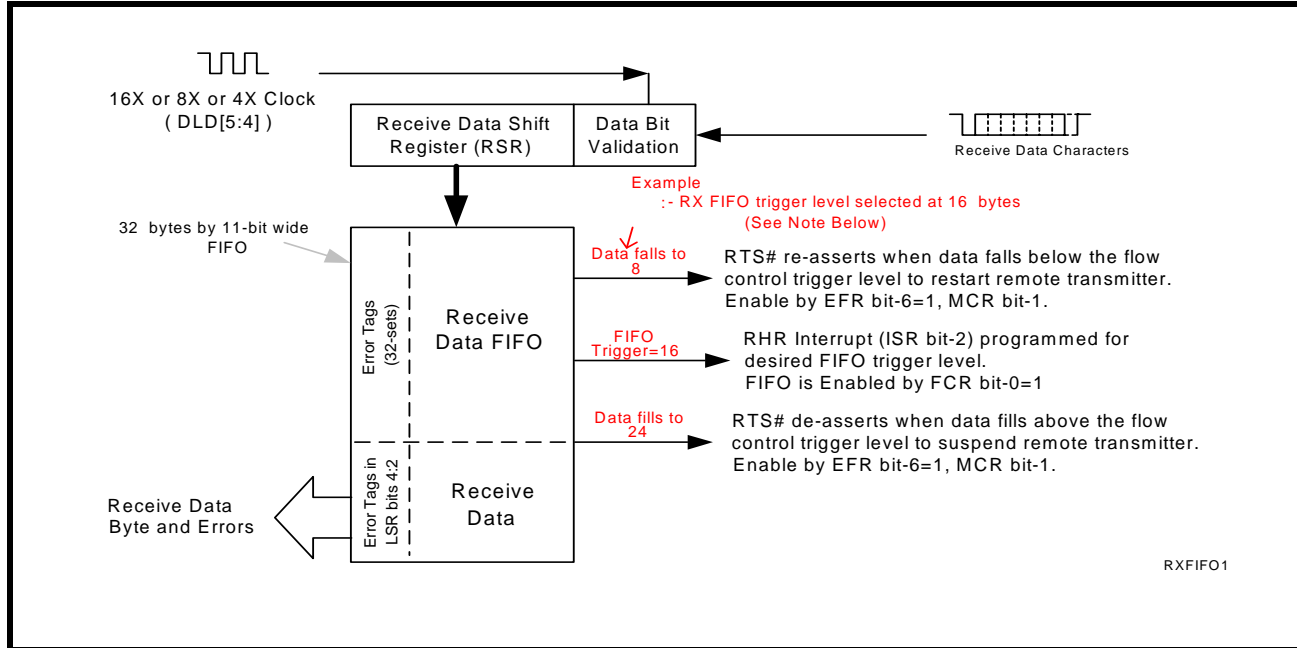 16X or 8X or 4X Clock
( DLD[5:4] )
Receive Data Shift
Register (RSR)
Data Bit
Validation
Receive Data Characters
Example
:- RX FIFO trigger level selected at 16 bytes
(See Note Below)
32 bytes by 11-bit wide
FIFO
Data falls to
8
RTS# re-asserts when data falls below the flow
control trigger level to restart remote transmitter.
Enable by EFR bit-6=1, MCR bit-1.
Error Tags
(32-sets)
Receive
Data FIFO
FIFO
Trigger=16
RHR Interrupt (ISR bit-2) programmed for
desired FIFO trigger level.
FIFO is Enabled by FCR bit-0=1
Data fills to
24
RTS# de-asserts when data fills above the flow
control trigger level to suspend remote transmitter.
Enable by EFR bit-6=1, MCR bit-1.
Error Tags in
LSR bits 4:2
Receive
Data
Receive Data
Byte and Errors
RXFIFO1